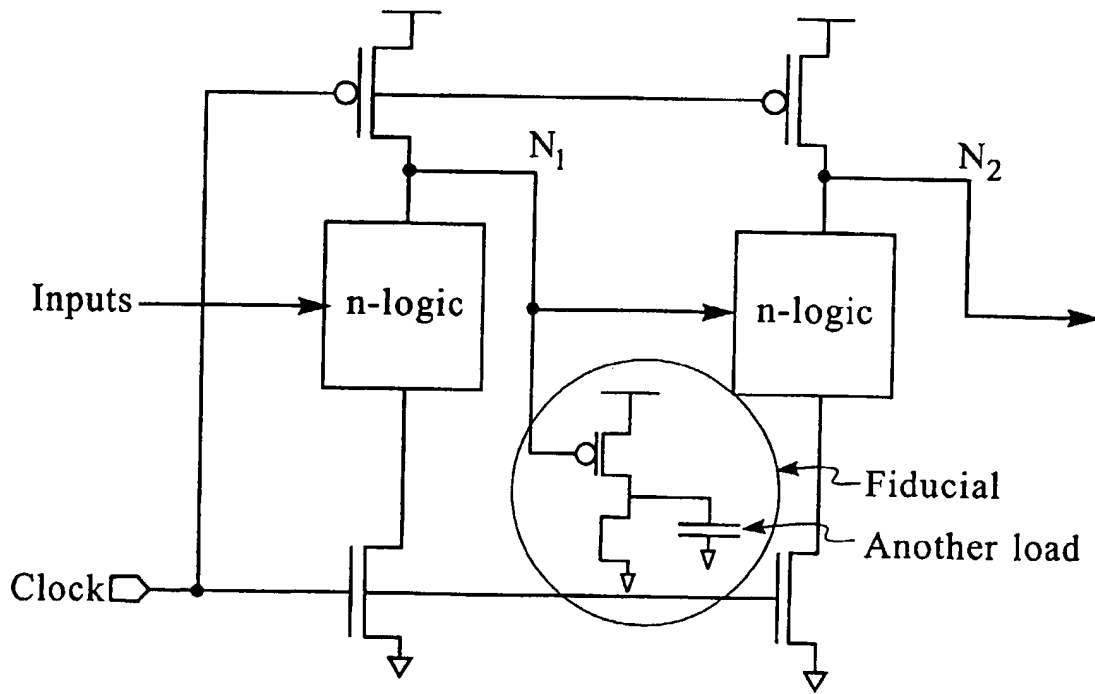 N1
N2
Inputs
n-logic
n-logic
Fiducial
Another load
Clock